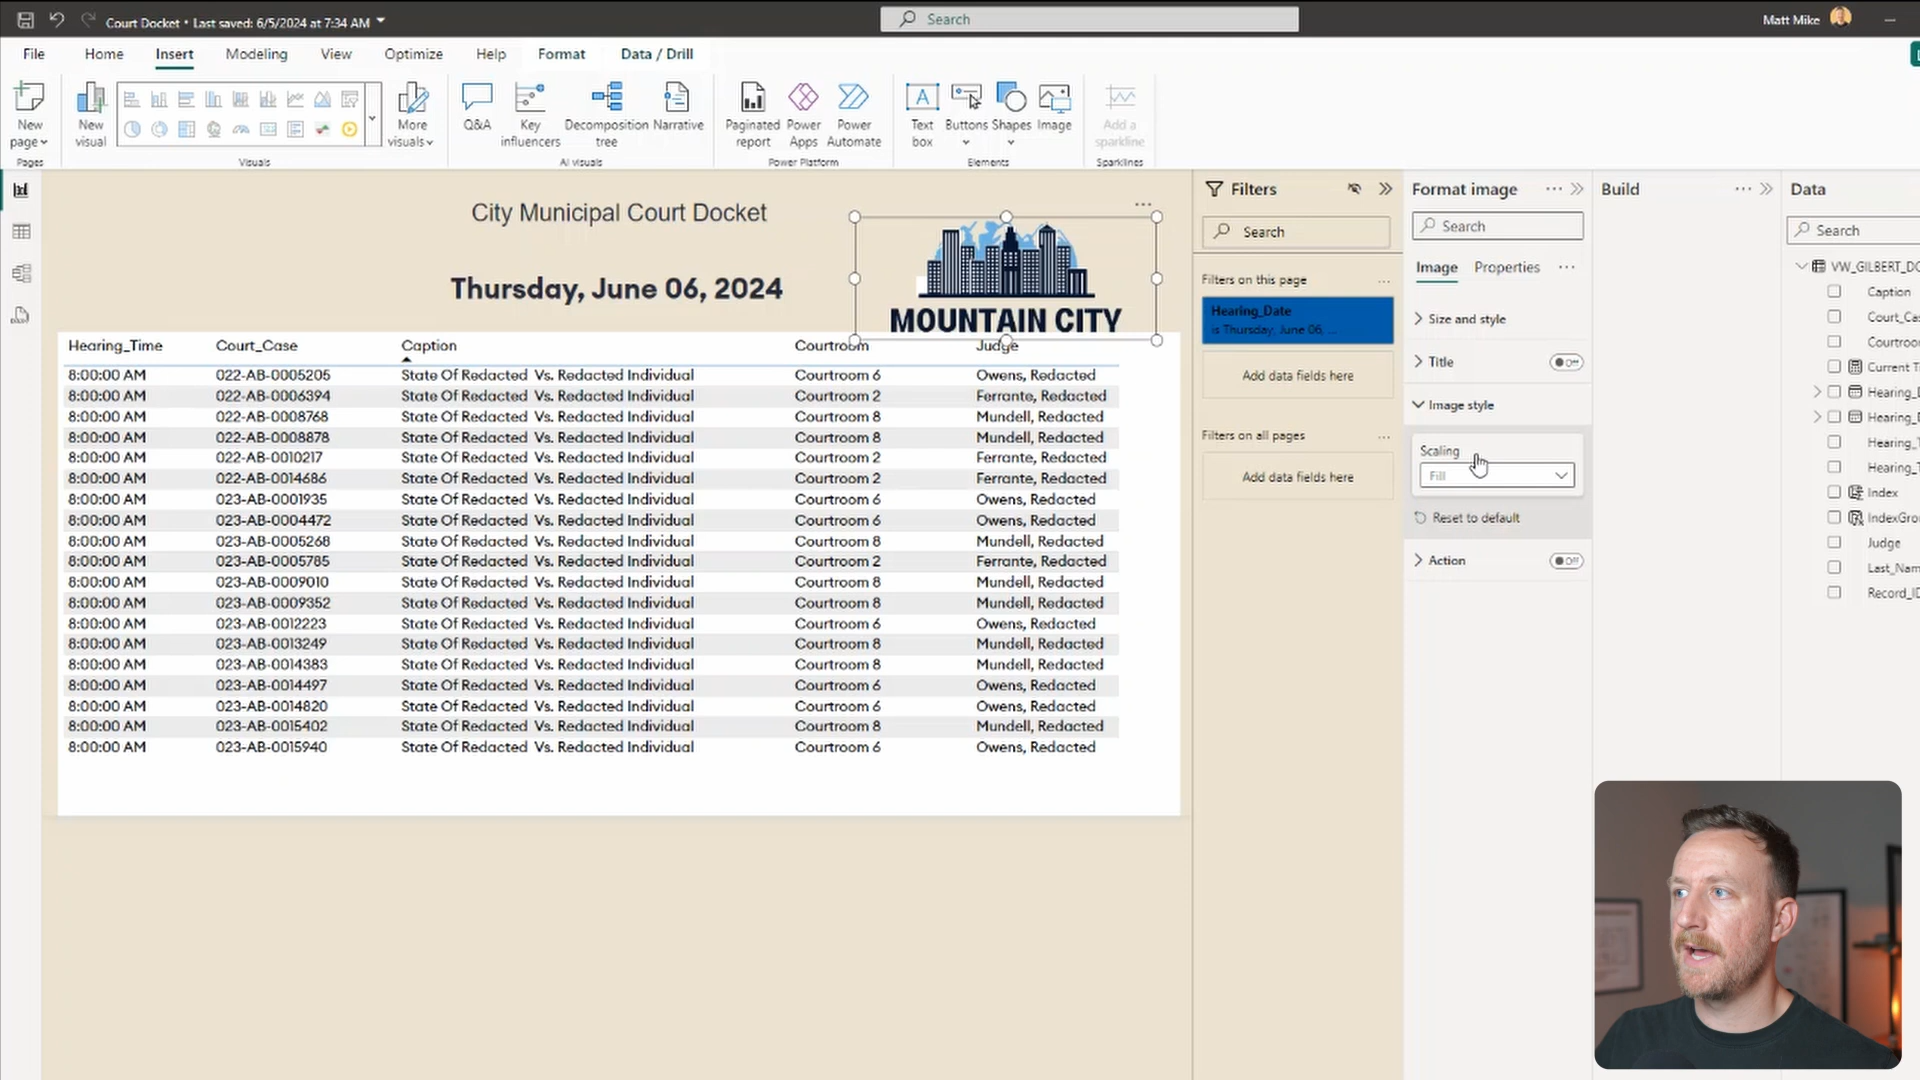 Court Docket • Last saved: 6/5/2024 at 7:34 AM
Search
Matt Mike
File Home Insert Modeling View Optimize Help Format Data / Drill
New page
New visual
More visuals
Q&A
Key influencers
Decomposition tree
Narrative
Paginated report
Power Apps
Power Automate
Text box
Buttons
Shapes
Image
Add a sparkline
Pages
Visuals
AI visuals
Power Platform
Elements
Sparklines
City Municipal Court Docket
Thursday, June 06, 2024
MOUNTAIN CITY
Hearing_Time Court_Case Caption Courtroom Judge
8:00:00 AM 022-AB-0005205 State Of Redacted Vs. Redacted Individual Courtroom 6 Owens, Redacted
8:00:00 AM 022-AB-0006394 State Of Redacted Vs. Redacted Individual Courtroom 2 Ferrante, Redacted
8:00:00 AM 022-AB-0008768 State Of Redacted Vs. Redacted Individual Courtroom 8 Mundell, Redacted
8:00:00 AM 022-AB-0008878 State Of Redacted Vs. Redacted Individual Courtroom 8 Mundell, Redacted
8:00:00 AM 022-AB-0010217 State Of Redacted Vs. Redacted Individual Courtroom 2 Ferrante, Redacted
8:00:00 AM 022-AB-0014686 State Of Redacted Vs. Redacted Individual Courtroom 2 Ferrante, Redacted
8:00:00 AM 023-AB-0001935 State Of Redacted Vs. Redacted Individual Courtroom 6 Owens, Redacted
8:00:00 AM 023-AB-0004472 State Of Redacted Vs. Redacted Individual Courtroom 6 Owens, Redacted
8:00:00 AM 023-AB-0005268 State Of Redacted Vs. Redacted Individual Courtroom 8 Mundell, Redacted
8:00:00 AM 023-AB-0005785 State Of Redacted Vs. Redacted Individual Courtroom 2 Ferrante, Redacted
8:00:00 AM 023-AB-0009010 State Of Redacted Vs. Redacted Individual Courtroom 8 Mundell, Redacted
8:00:00 AM 023-AB-0009352 State Of Redacted Vs. Redacted Individual Courtroom 8 Mundell, Redacted
8:00:00 AM 023-AB-0012223 State Of Redacted Vs. Redacted Individual Courtroom 6 Owens, Redacted
8:00:00 AM 023-AB-0013249 State Of Redacted Vs. Redacted Individual Courtroom 8 Mundell, Redacted
8:00:00 AM 023-AB-0014383 State Of Redacted Vs. Redacted Individual Courtroom 8 Mundell, Redacted
8:00:00 AM 023-AB-0014497 State Of Redacted Vs. Redacted Individual Courtroom 6 Owens, Redacted
8:00:00 AM 023-AB-0014820 State Of Redacted Vs. Redacted Individual Courtroom 6 Owens, Redacted
8:00:00 AM 023-AB-0015402 State Of Redacted Vs. Redacted Individual Courtroom 8 Mundell, Redacted
8:00:00 AM 023-AB-0015940 State Of Redacted Vs. Redacted Individual Courtroom 6 Owens, Redacted
Filters
Search
Filters on this page ...
Hearing_Date
is Thursday, June 06, ...
Add data fields here
Filters on all pages ...
Add data fields here
Format image ...
Search
Image Properties ...
Size and style
Title Off
Image style
Scaling
Fill
Reset to default
Action Off
Build ...
Data
Search
VW_GILBERT_DO
Caption
Court_Cas
Courtroo
Current Ti
Hearing_D
Hearing_D
Hearing_T
Hearing_T
Index
IndexGro
Judge
Last_Nam
Record_ID